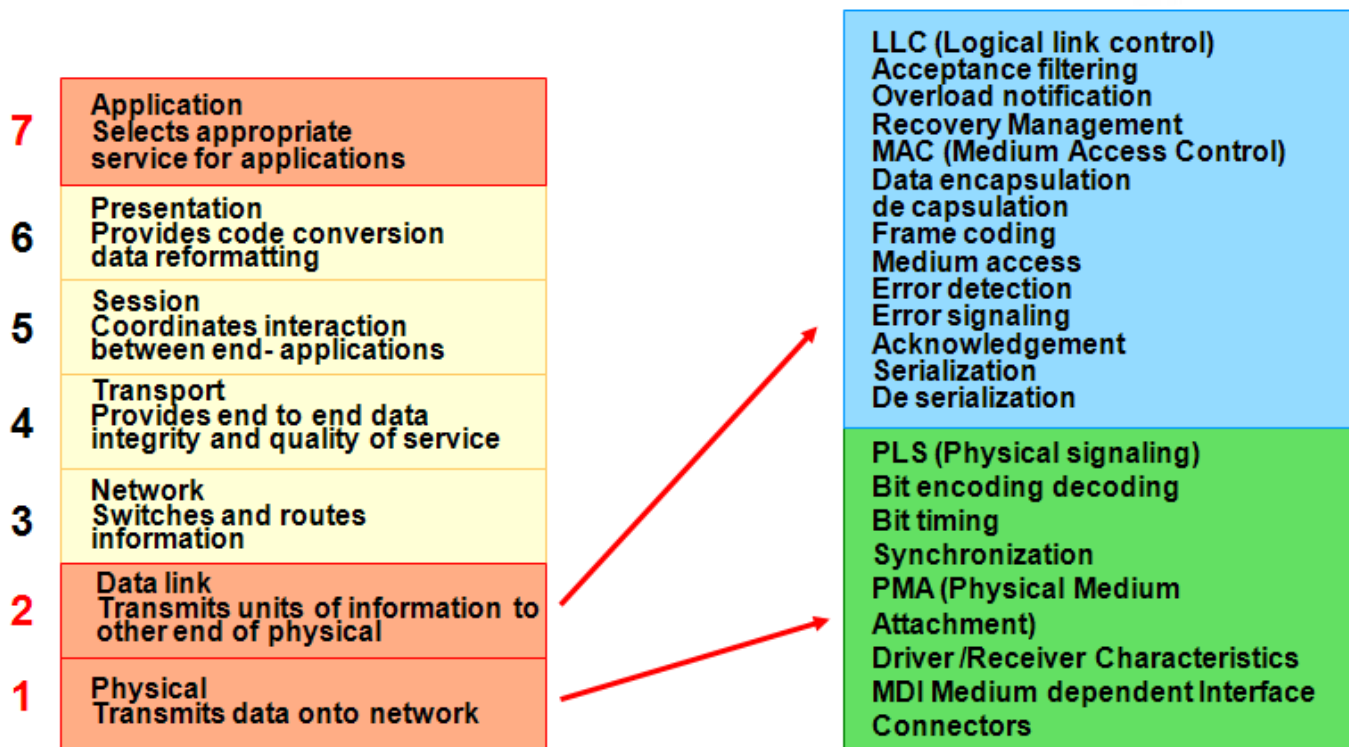 7
Application
Selects appropriate
service for applications
6
Presentation
Provides code conversion
data reformatting
5
Session
Coordinates interaction
between end- applications
4
Transport
Provides end to end data
integrity and quality of service
3
Network
Switches and routes
information
2
Data link
Transmits units of information to
other end of physical
1
Physical
Transmits data onto network
LLC (Logical link control)
Acceptance filtering
Overload notification
Recovery Management
MAC (Medium Access Control)
Data encapsulation
de capsulation
Frame coding
Medium access
Error detection
Error signaling
Acknowledgement
Serialization
De serialization
PLS (Physical signaling)
Bit encoding decoding
Bit timing
Synchronization
PMA (Physical Medium
Attachment)
Driver /Receiver Characteristics
MDI Medium dependent Interface
Connectors